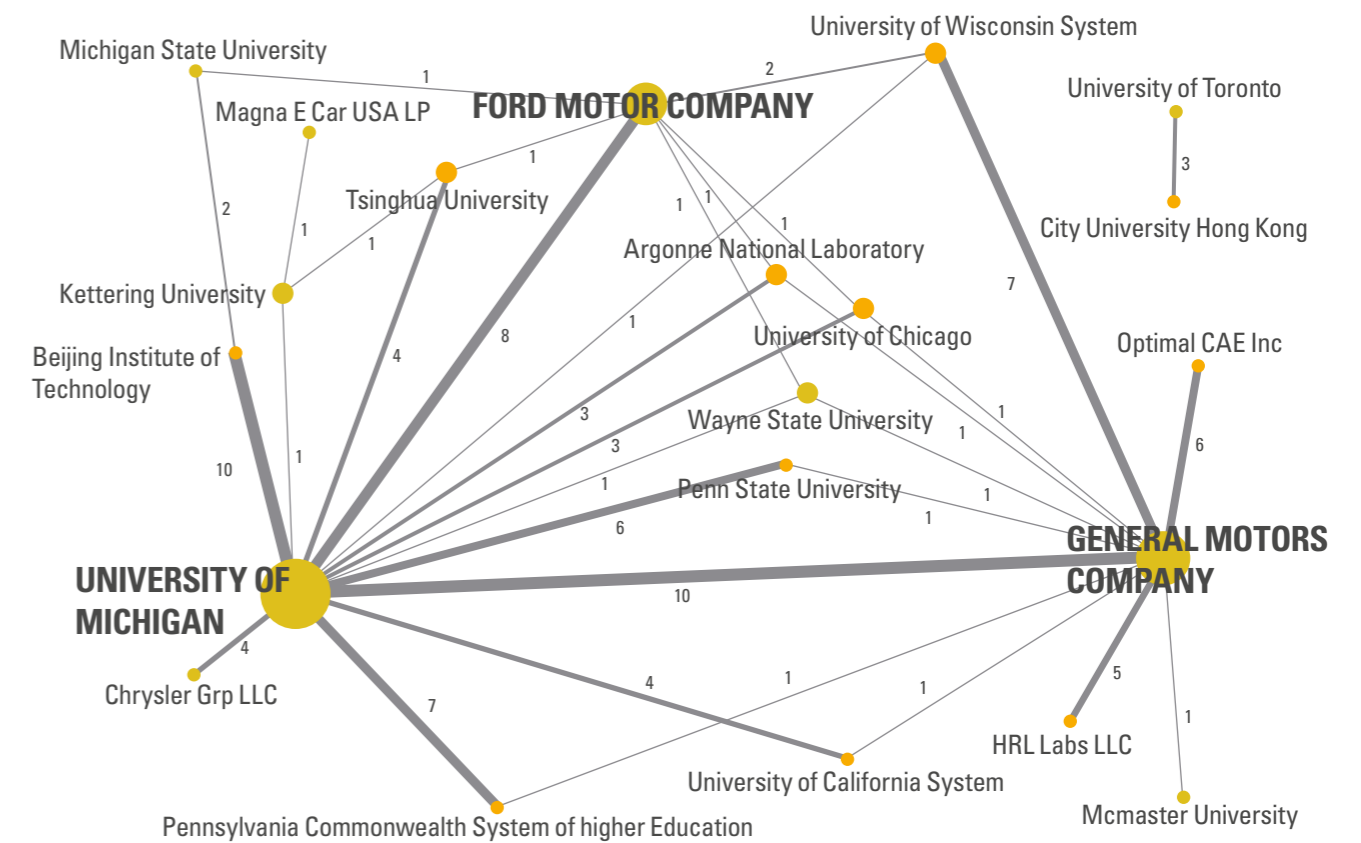 University of Wisconsin System
Michigan State University
1
2
University of Toronto
FORD MOTOR COMPANY
Magna E Car USA LP
1
3
Tsinghua University
2
1
1
1
City University Hong Kong
1
1
Argonne National Laboratory
Kettering University
7
1
8
University of Chicago
Optimal CAE Inc
Beijing Institute of
Technology
4
3
1
Wayne State University
1
6
3
10
1
1
Penn State University
1
6
1
GENERAL MOTORS
COMPANY
UNIVERSITY OF
MICHIGAN
10
4
Chrysler Grp LLC
7
4
1
1
5
1
HRL Labs LLC
University of California System
Mcmaster University
Pennsylvania Commonwealth System of higher Education